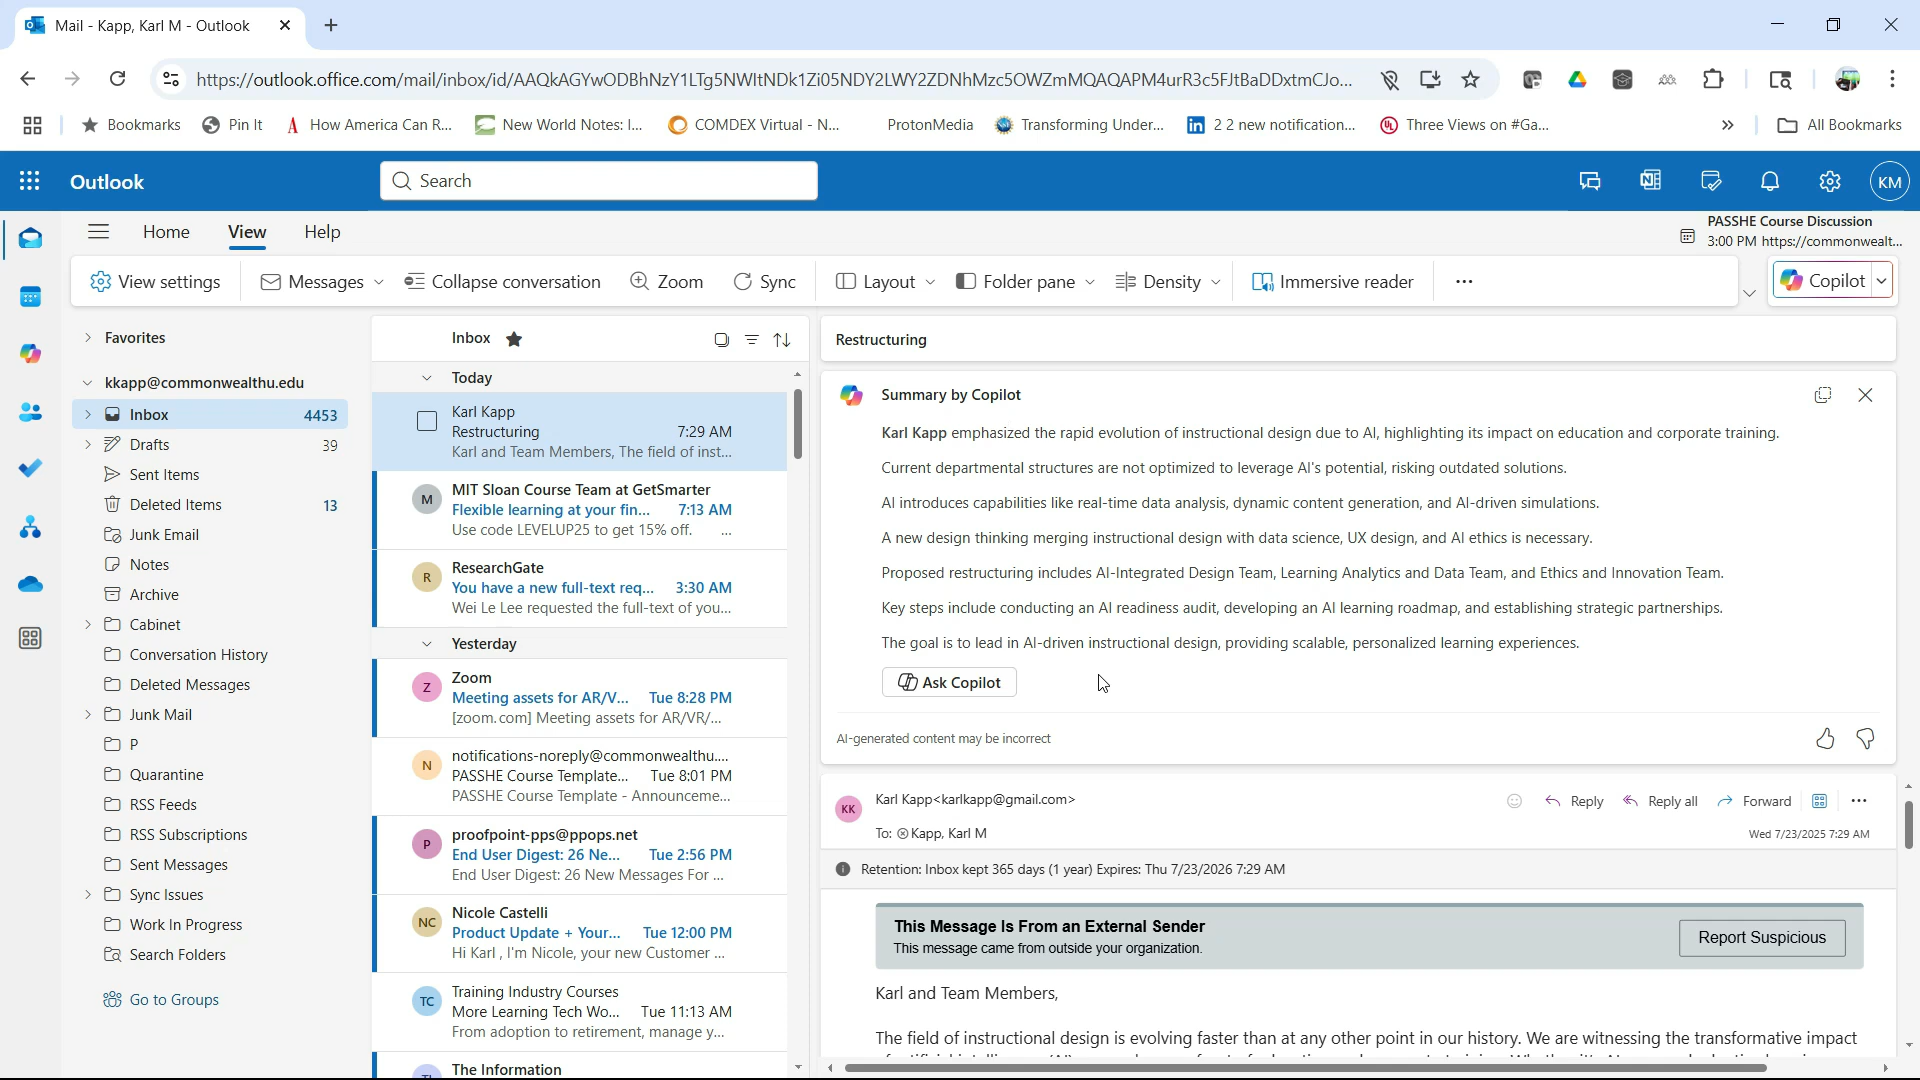 Mail - Kapp, Karl M - Outlook
https://outlook.office.com/mail/inbox/id/AAQkAGYwODBhNzY1LTg5NWItNDk1Zi05NDY2LWY2ZDNhMzc5OWZmMQAQAPM4urR3c5FJtBaDDxtmCJo...
Bookmarks
Pin It
How America Can R...
New World Notes: I...
COMDEX Virtual - N...
ProtonMedia
Transforming Under...
2 2 new notification...
Three Views on #Ga...
All Bookmarks
Outlook
Search
KM
Home
View
Help
PASSHE Course Discussion
3:00 PM https://commonwealt...
View settings
Messages
Collapse conversation
Zoom
Sync
Layout
Folder pane
Density
Immersive reader
Copilot
Favorites
kkapp@commonwealthu.edu
Inbox 4453
Drafts 39
Sent Items
Deleted Items 13
Junk Email
Notes
Archive
Cabinet
Conversation History
Deleted Messages
Junk Mail
P
Quarantine
RSS Feeds
RSS Subscriptions
Sent Messages
Sync Issues
Work In Progress
Search Folders
Go to Groups
Inbox
Today
Karl Kapp
Restructuring 7:29 AM
Karl and Team Members, The field of inst...
M
MIT Sloan Course Team at GetSmarter
Flexible learning at your fin... 7:13 AM
Use code LEVELUP25 to get 15% off. ...
R
ResearchGate
You have a new full-text req... 3:30 AM
Wei Le Lee requested the full-text of you...
Yesterday
Z
Zoom
Meeting assets for AR/V... Tue 8:28 PM
[zoom.com] Meeting assets for AR/VR/...
N
notifications-noreply@commonwealthu....
PASSHE Course Template... Tue 8:01 PM
PASSHE Course Template - Announceme...
P
proofpoint-pps@ppops.net
End User Digest: 26 Ne... Tue 2:56 PM
End User Digest: 26 New Messages For ...
NC
Nicole Castelli
Product Update + Your... Tue 12:00 PM
Hi Karl , I'm Nicole, your new Customer ...
TC
Training Industry Courses
More Learning Tech Wo... Tue 11:13 AM
From adoption to retirement, manage y...
The Information
Restructuring
Summary by Copilot
Karl Kapp emphasized the rapid evolution of instructional design due to AI, highlighting its impact on education and corporate training.
Current departmental structures are not optimized to leverage AI's potential, risking outdated solutions.
AI introduces capabilities like real-time data analysis, dynamic content generation, and AI-driven simulations.
A new design thinking merging instructional design with data science, UX design, and AI ethics is necessary.
Proposed restructuring includes AI-Integrated Design Team, Learning Analytics and Data Team, and Ethics and Innovation Team.
Key steps include conducting an AI readiness audit, developing an AI learning roadmap, and establishing strategic partnerships.
The goal is to lead in AI-driven instructional design, providing scalable, personalized learning experiences.
Ask Copilot
AI-generated content may be incorrect
KK
Karl Kapp<karlkapp@gmail.com>
Reply
Reply all
Forward
To: Kapp, Karl M
Wed 7/23/2025 7:29 AM
Retention: Inbox kept 365 days (1 year) Expires: Thu 7/23/2026 7:29 AM
This Message Is From an External Sender
This message came from outside your organization.
Report Suspicious
Karl and Team Members,
The field of instructional design is evolving faster than at any other point in our history. We are witnessing the transformative impact